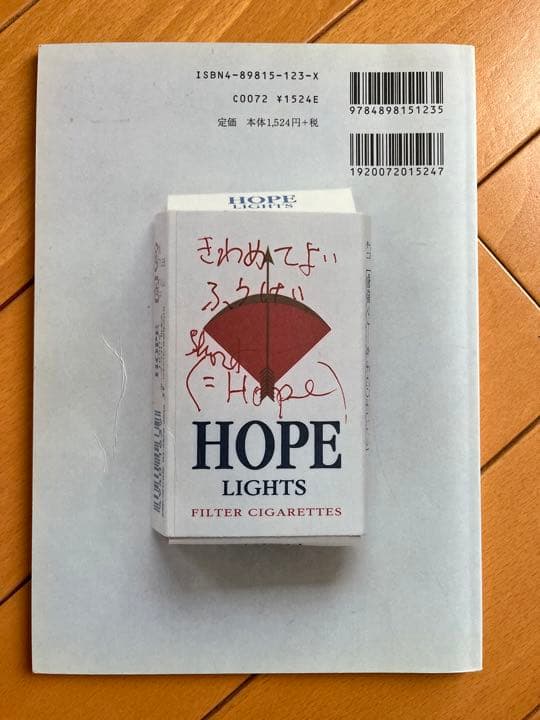 ISBN4-89815-123-X
C0072 ¥1524E
定価 本体1,524円+税
9784898151235
1920072015247
HOPE
LIGHTS
きわめてよい
ふうけい
short
(=Hope)
HOPE
LIGHTS
FILTER CIGARETTES